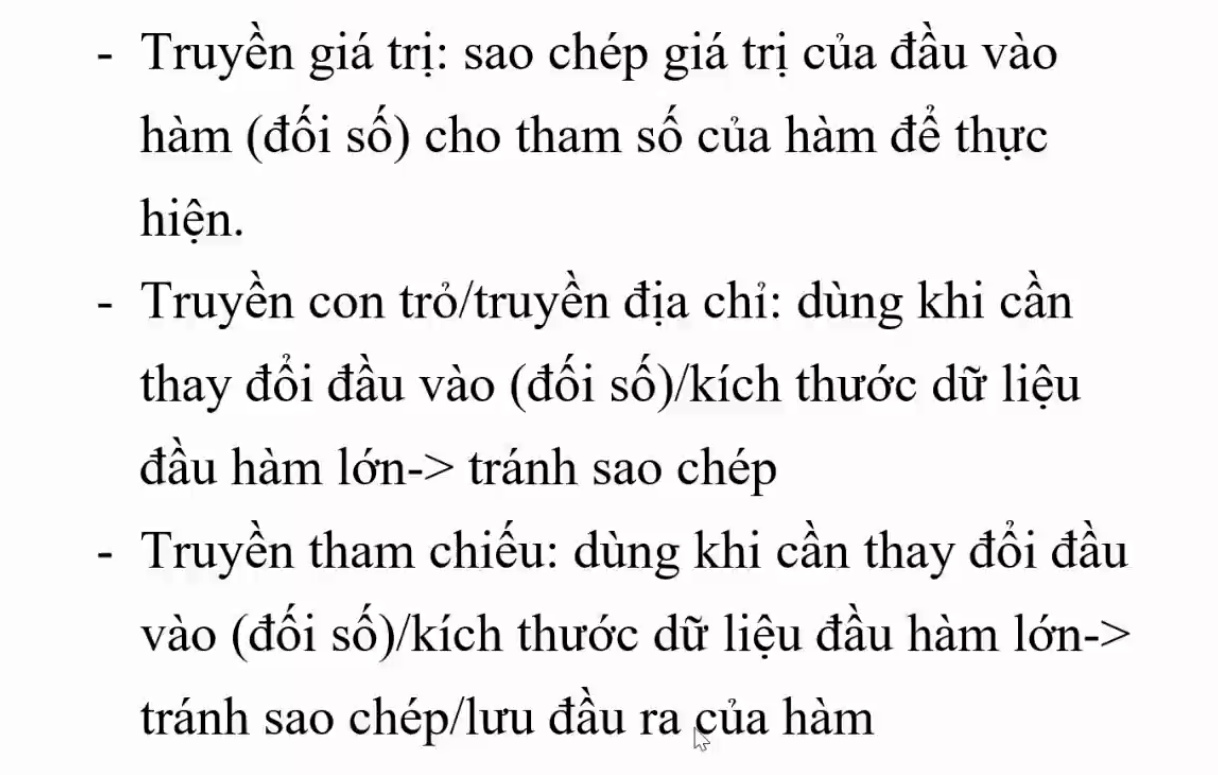 - Truyền giá trị: sao chép giá trị của đầu vào
hàm (đối số) cho tham số của hàm để thực
hiện.
- Truyền con trỏ/truyền địa chỉ: dùng khi cần
thay đổi đầu vào (đối số)/kích thước dữ liệu
đầu hàm lớn-> tránh sao chép
- Truyền tham chiếu: dùng khi cần thay đổi đầu
vào (đối số)/kích thước dữ liệu đầu hàm lớn->
tránh sao chép/lưu đầu ra của hàm